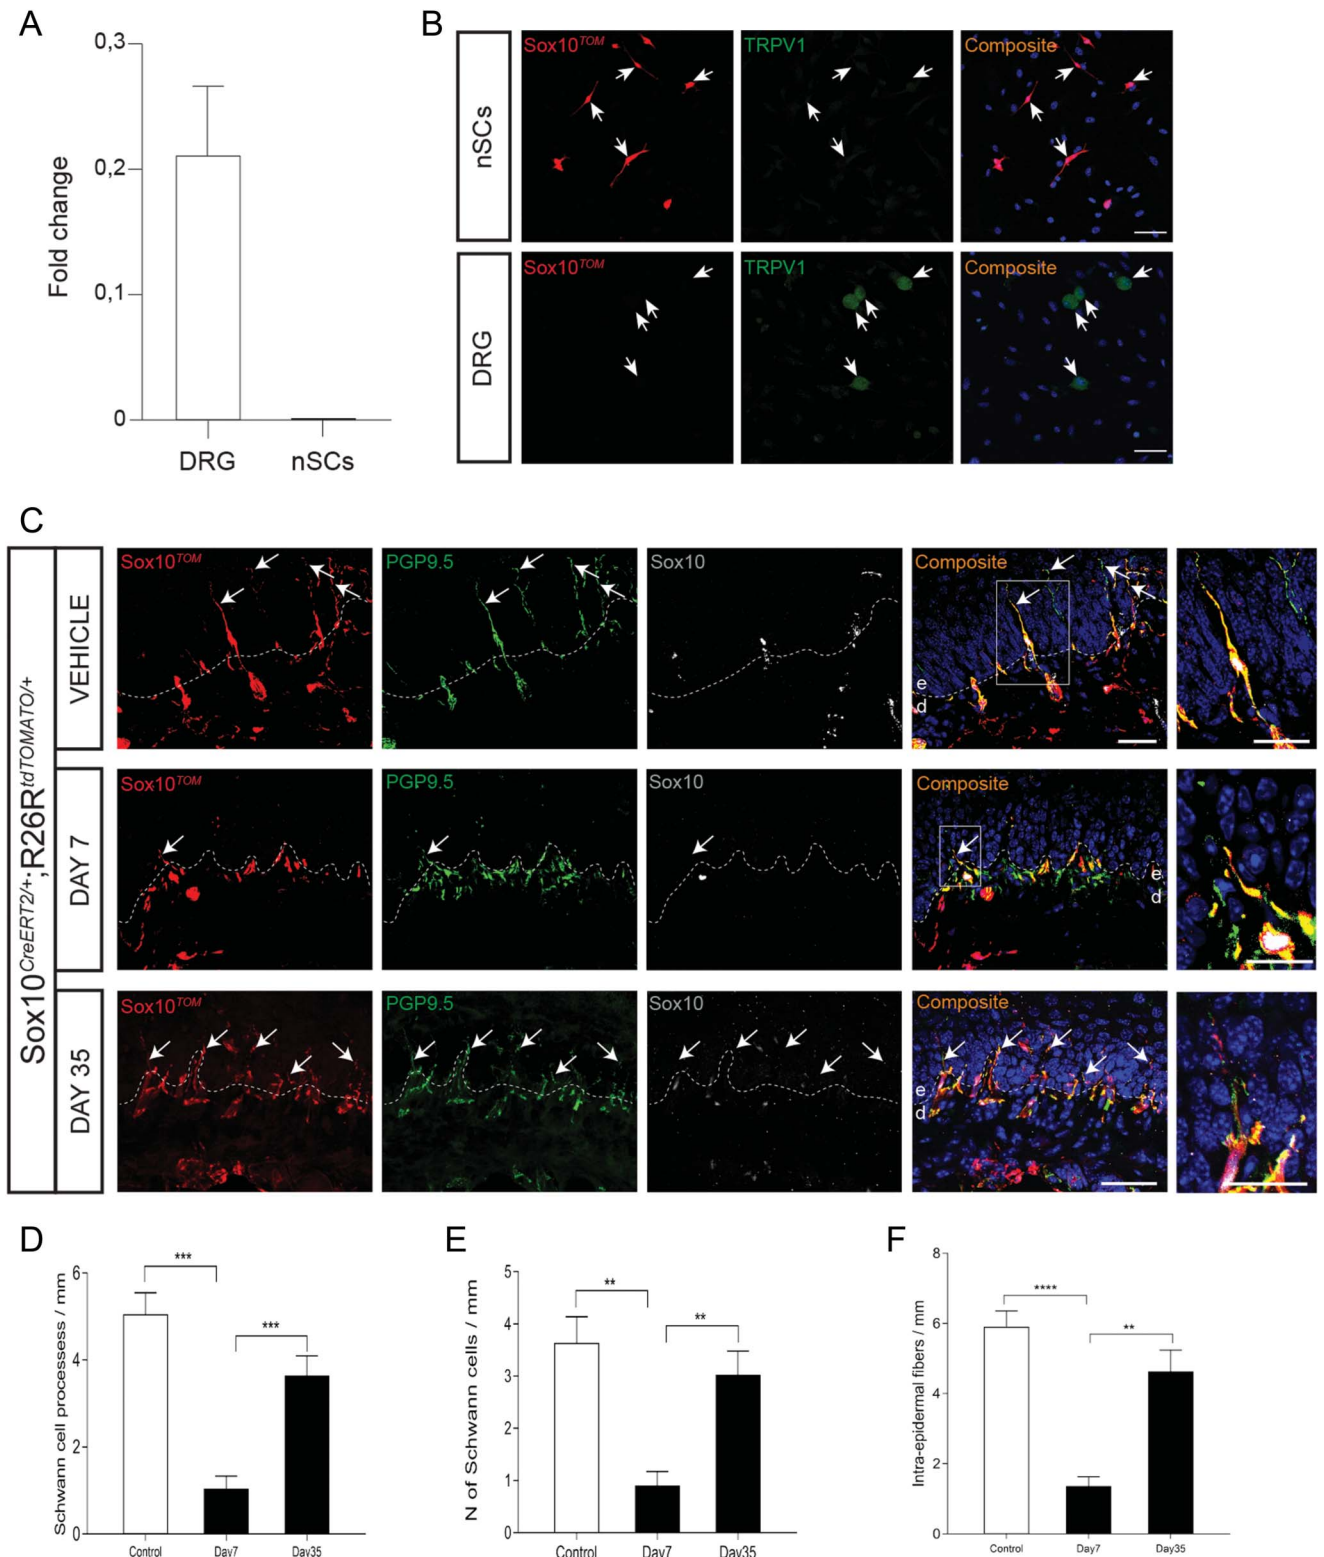 A
0,3
0,2
0,1
0
Fold change
DRG
nSCs
B
nSCs
Sox10TOM
TRPV1
Composite
DRG
Sox10TOM
TRPV1
Composite
C
Sox10CreERT2/+;R26RtdTOMATO/+
VEHICLE
Sox10TOM
PGP9.5
Sox10
Composite
e
d
DAY 7
Sox10TOM
PGP9.5
Sox10
Composite
e
d
DAY 35
Sox10TOM
PGP9.5
Sox10
Composite
e
d
D
Schwann cell processess / mm
6
4
2
0
***
***
Control
Day7
Day35
E
N of Schwann cells / mm
5
4
3
2
1
0
**
**
Control
Day7
Day35
F
Intra-epidermal fibers / mm
8
6
4
2
0
****
**
Control
Day7
Day35